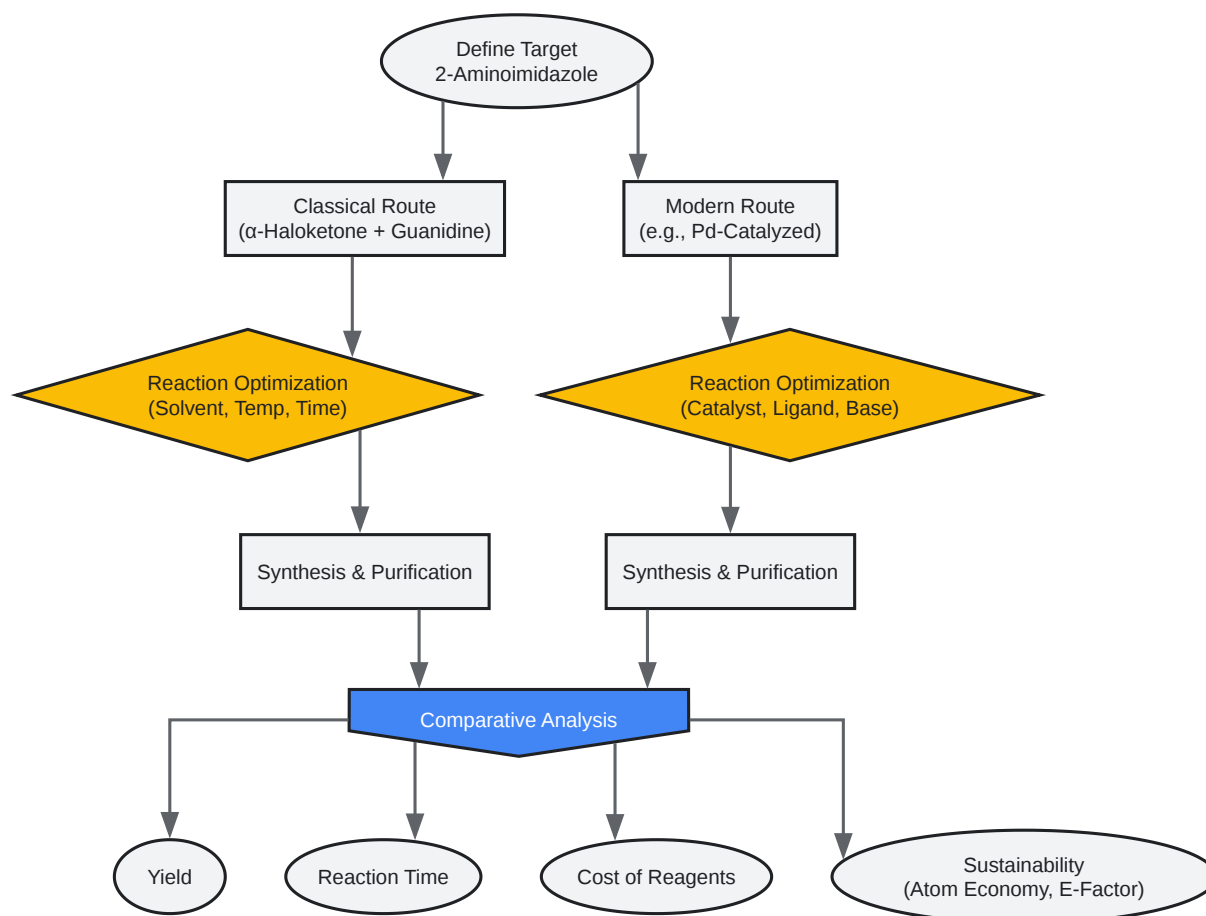 Define Target
2-Aminoimidazole
Classical Route
(α-Haloketone + Guanidine)
Modern Route
(e.g., Pd-Catalyzed)
Reaction Optimization
(Solvent, Temp, Time)
Reaction Optimization
(Catalyst, Ligand, Base)
Synthesis & Purification
Synthesis & Purification
Comparative Analysis
Yield
Reaction Time
Cost of Reagents
Sustainability
(Atom Economy, E-Factor)